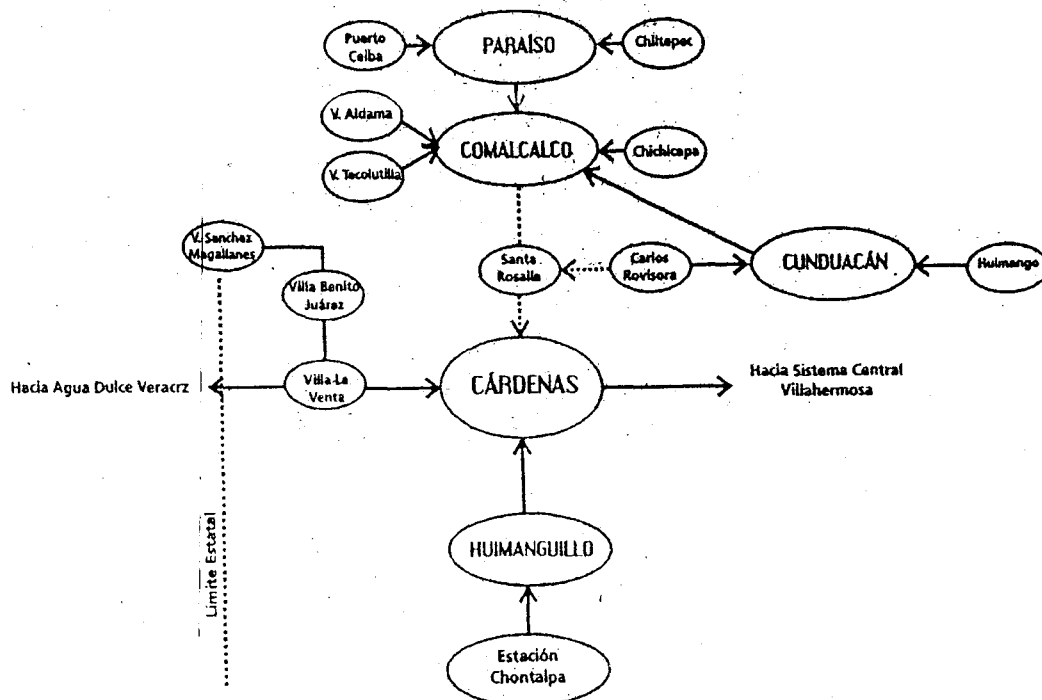 Puerto
Ceiba
PARAÍSO
Chiltepec
V. Aldama
COMALCALCO
Chichicapa
V. Tecolutilla
V. Sanchez
Magallanes
Santa
Rosalia
Carlos
Rovisora
CUNDUACÁN
Huimango
Villa Benito
Juárez
Hacia Agua Dulce Veracrz
Villa La
Venta
CÁRDENAS
Hacia Sistema Central
Villahermosa
Limite Estatal
HUIMANGUILLO
Estación
Chontalpa